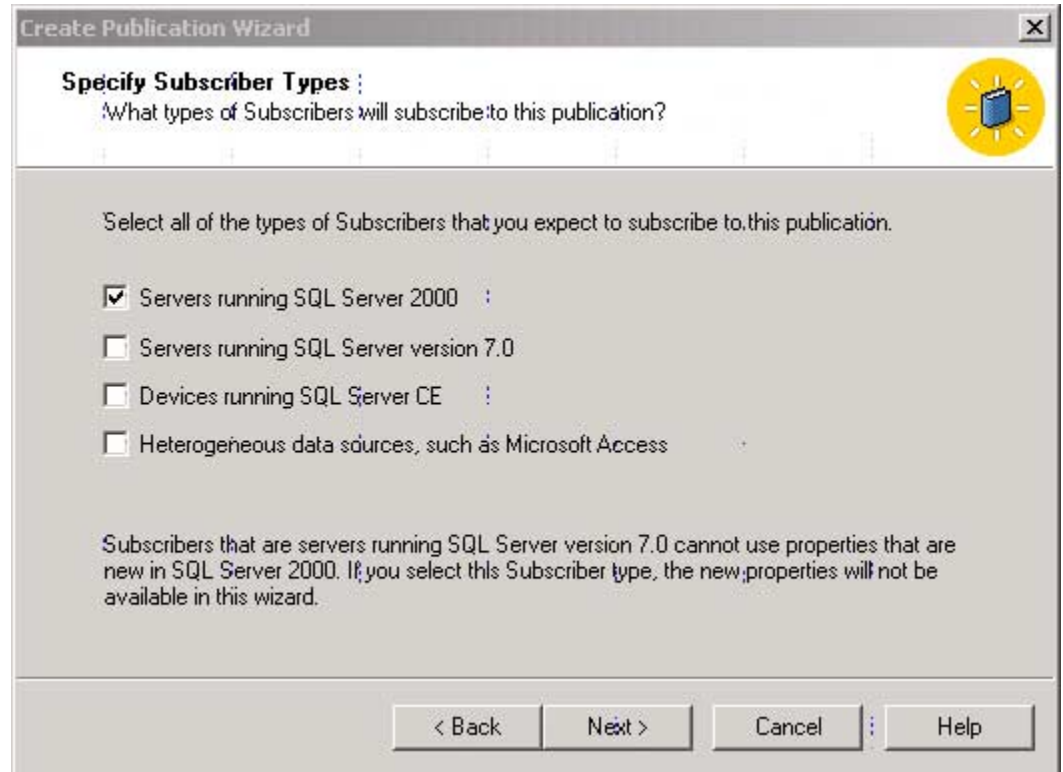 Create Publication Wizard
Specify Subscriber Types
What types of Subscribers will subscribe to this publication?
Select all of the types of Subscribers that you expect to subscribe to this publication.
Servers running SQL Server 2000
Servers running SQL Server version 7.0
Devices running SQL Server CE
Heterogeneous data sources, such as Microsoft Access
Subscribers that are servers running SQL Server version 7.0 cannot use properties that are
new in SQL Server 2000. If you select this Subscriber type, the new properties will not be
available in this wizard.
< Back
Next >
Cancel
Help